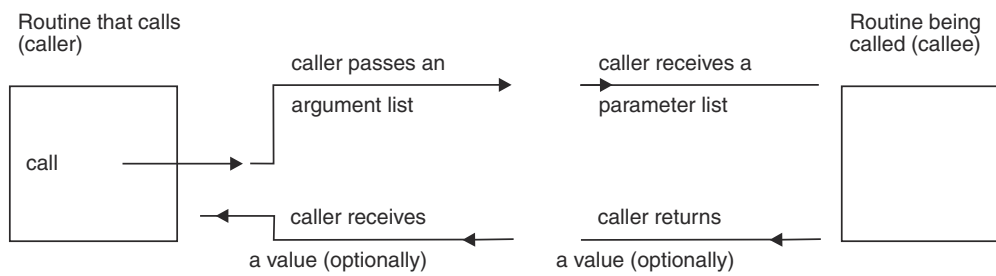 Routine that calls
(caller)
Routine being
called (callee)
caller passes an
argument list
caller receives a
parameter list
call
caller receives
a value (optionally)
caller returns
a value (optionally)